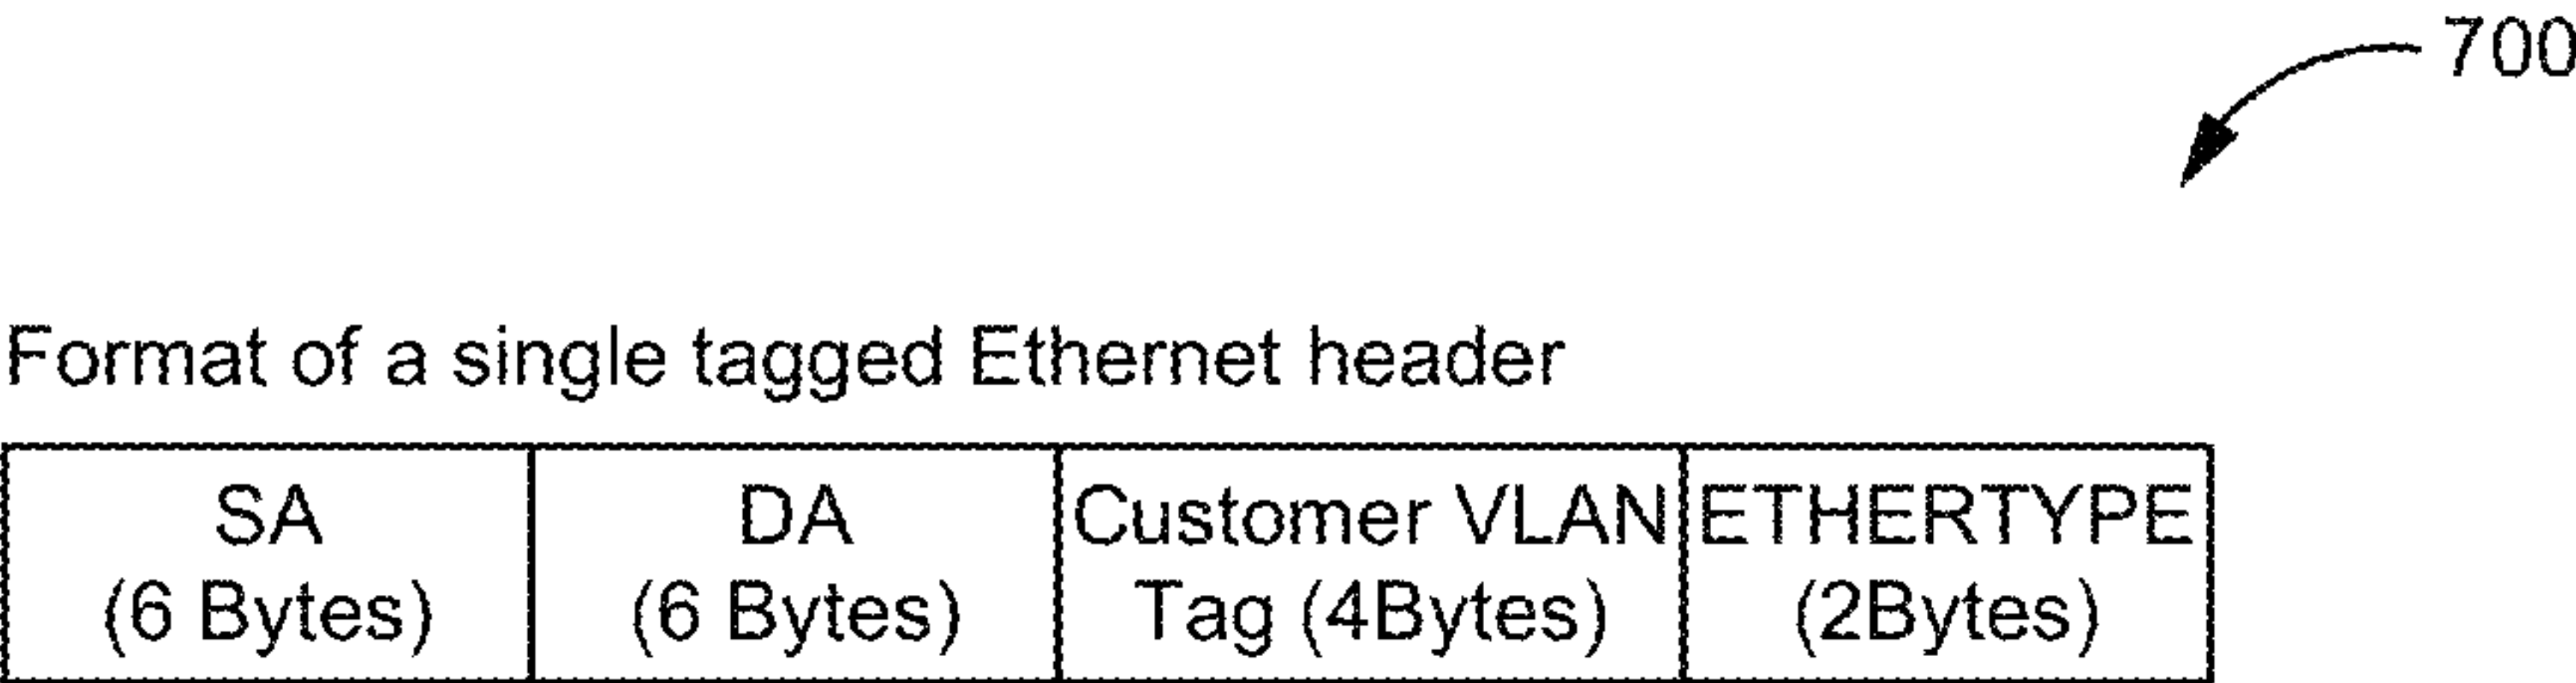 700
Format of a single tagged Ethernet header
SA
(6 Bytes)
DA
(6 Bytes)
Customer VLAN
Tag (4Bytes)
ETHERTYPE
(2Bytes)